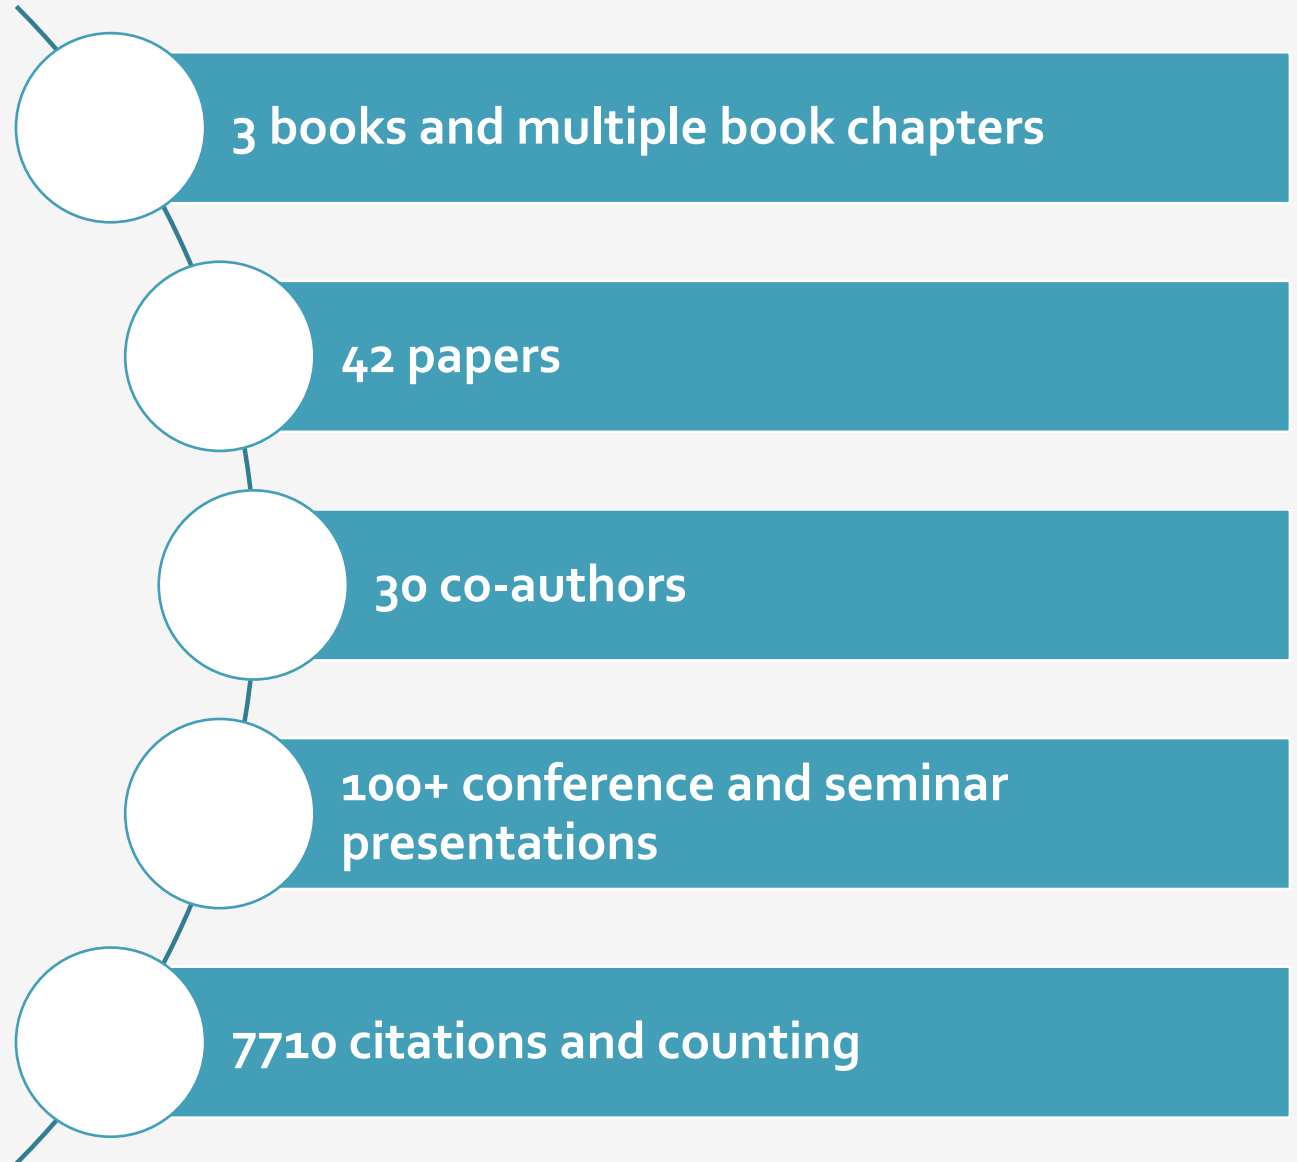 3 books and multiple book chapters
42 papers
30 co-authors
100+ conference and seminar
presentations
7710 citations and counting